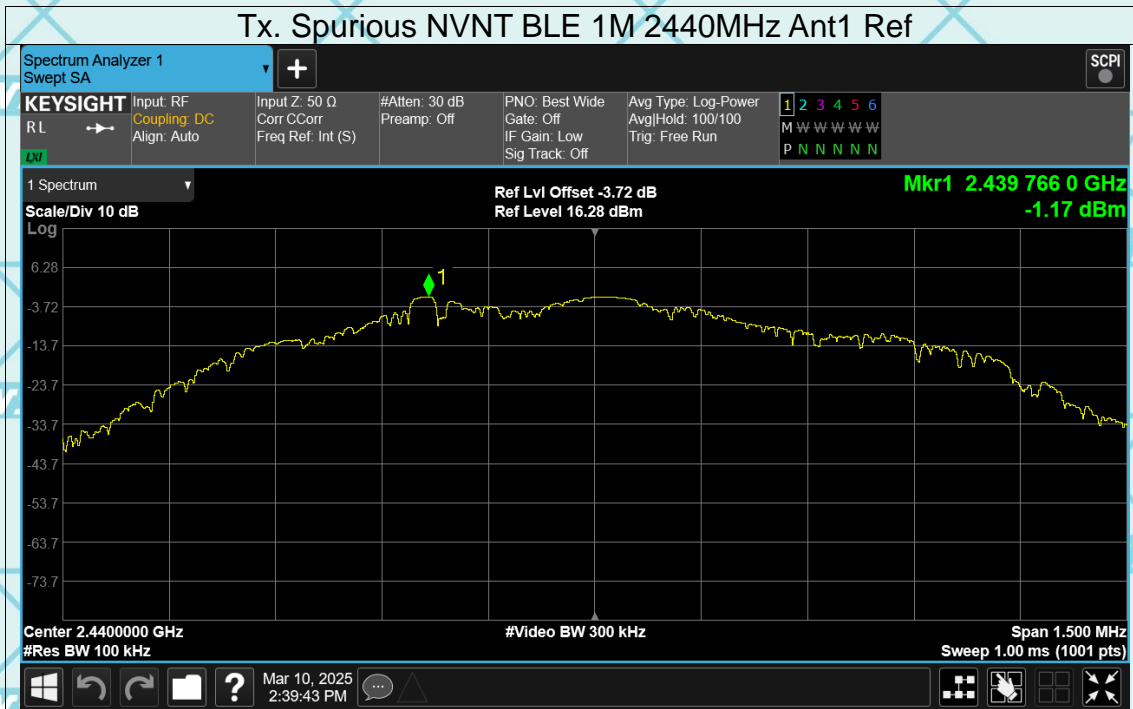 Tx. Spurious NVNT BLE 1M 2440MHz Ant1 Ref
Spectrum Analyzer 1
Swept SA
+
SCPI
KEYSIGHT
R L
LXI
Input: RF
Coupling: DC
Align: Auto
Input Z: 50 Ω
Corr CCorr
Freq Ref: Int (S)
#Atten: 30 dB
Preamp: Off
PNO: Best Wide
Gate: Off
IF Gain: Low
Sig Track: Off
Avg Type: Log-Power
Avg|Hold: 100/100
Trig: Free Run
1 2 3 4 5 6
M W W W W W
P N N N N N
1 Spectrum
Scale/Div 10 dB
Log
Ref Lvl Offset -3.72 dB
Ref Level 16.28 dBm
Mkr1 2.439 766 0 GHz
-1.17 dBm
6.28
-3.72
-13.7
-23.7
-33.7
-43.7
-53.7
-63.7
-73.7
1
Center 2.4400000 GHz
#Res BW 100 kHz
#Video BW 300 kHz
Span 1.500 MHz
Sweep 1.00 ms (1001 pts)
?
Mar 10, 2025
2:39:43 PM